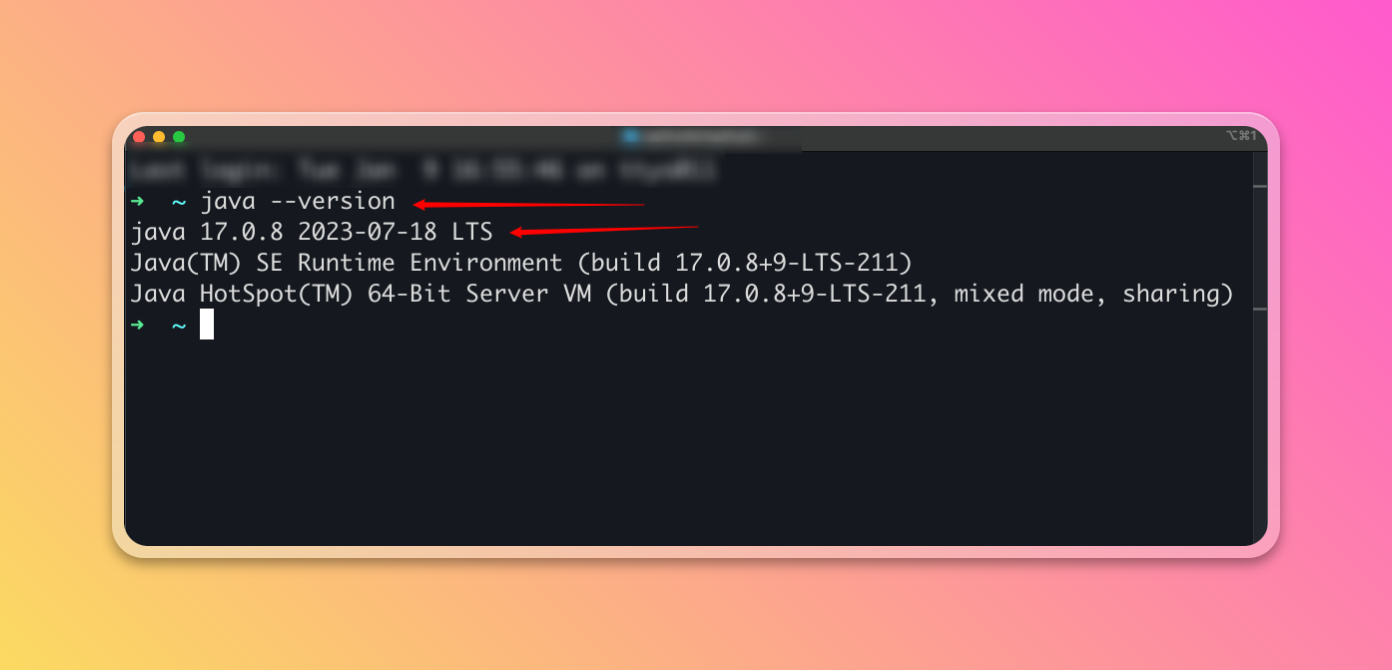 ⌥⌘1
➜ ~ java --version
java 17.0.8 2023-07-18 LTS
Java(TM) SE Runtime Environment (build 17.0.8+9-LTS-211)
Java HotSpot(TM) 64-Bit Server VM (build 17.0.8+9-LTS-211, mixed mode, sharing)
➜ ~